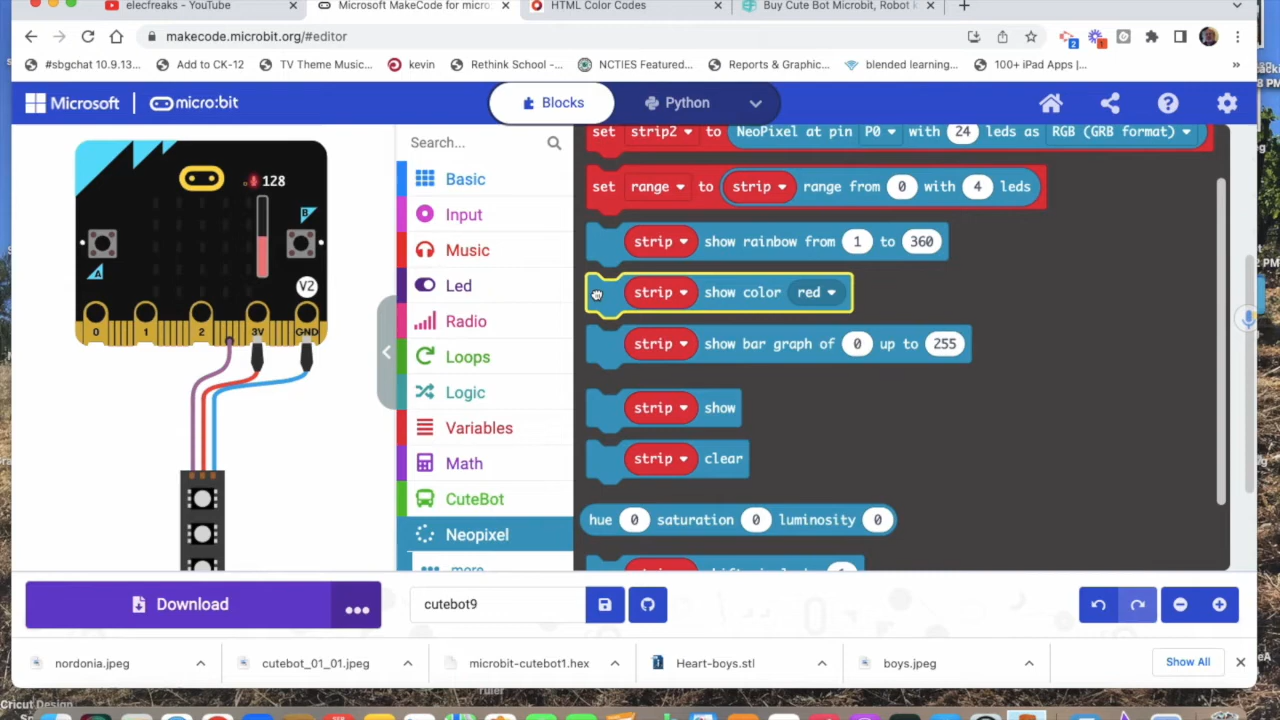 elecfreaks - YouTube
Microsoft MakeCode for micro
HTML Color Codes
Buy Cute Bot Microbit, Robot k
makecode.microbit.org/#editor
2
1
#sbgchat 10.9.13...
Add to CK-12
TV Theme Music...
kevin
Rethink School -...
NCTIES Featured...
Reports & Graphic...
blended learning...
100+ iPad Apps |...
Microsoft
micro:bit
Blocks
Python
128
B
A
V2
0
1
2
3V
GND
Search...
Basic
Input
Music
Led
Radio
Loops
Logic
Variables
Math
CuteBot
Neopixel
more
set strip2 to NeoPixel at pin P0 with 24 leds as RGB (GRB format)
set range to strip range from 0 with 4 leds
strip show rainbow from 1 to 360
strip show color red
strip show bar graph of 0 up to 255
strip show
strip clear
hue 0 saturation 0 luminosity 0
Download
cutebot9
nordonia.jpeg
cutebot_01_01.jpeg
microbit-cutebot1.hex
Heart-boys.stl
boys.jpeg
Show All
Cricut Design
ruler